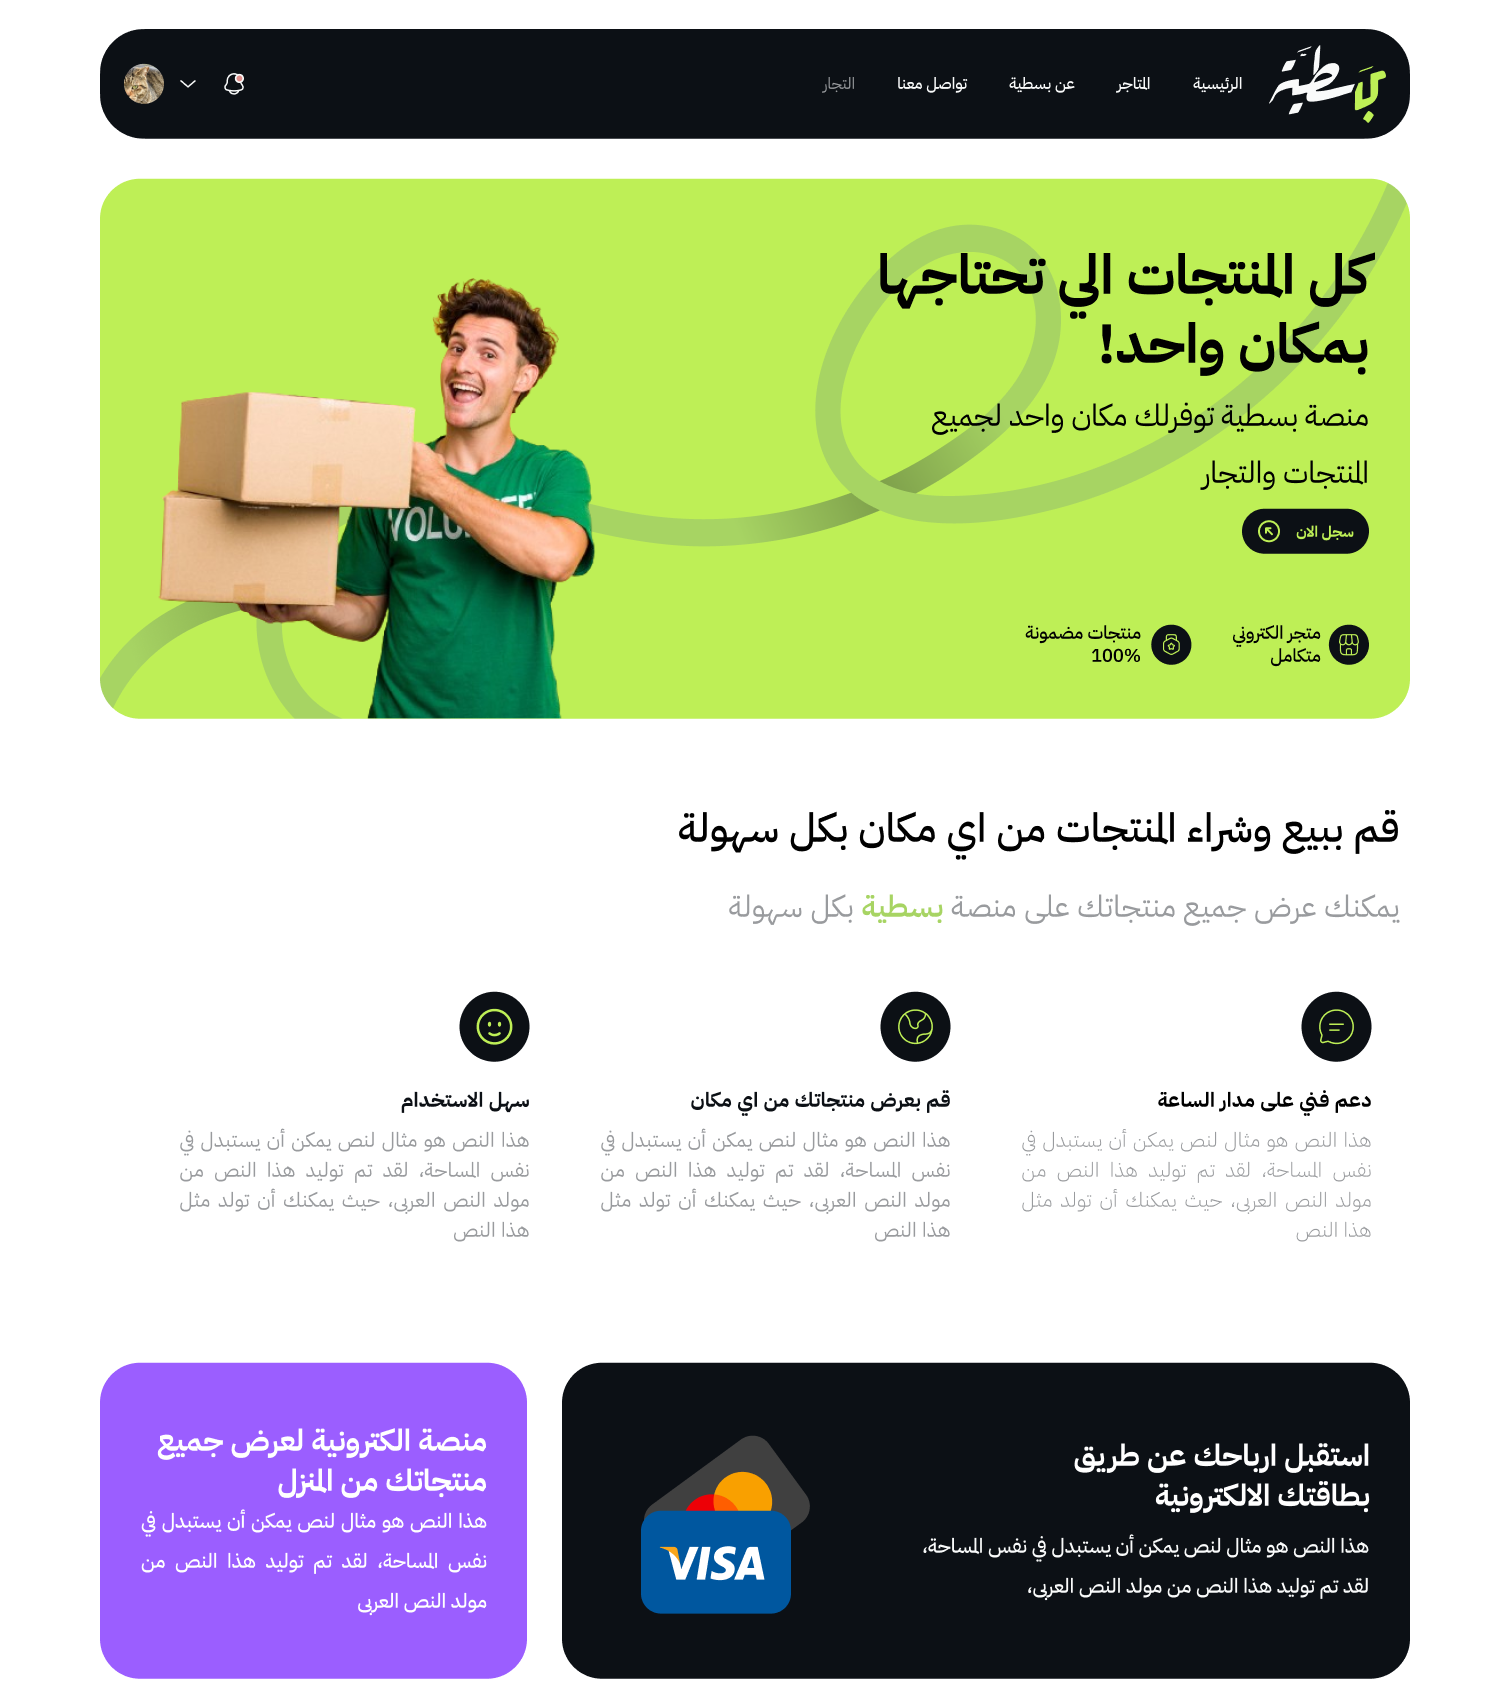 بسطية
الرئيسية
المتاجر
عن بسطية
تواصل معنا
التجار
كل المنتجات الي تحتاجها
بمكان واحد!
منصة بسطية توفرلك مكان واحد لجميع
المنتجات والتجار
سجل الان
متجر الكتروني
متكامل
منتجات مضمونة
100%
قم ببيع وشراء المنتجات من اي مكان بكل سهولة
يمكنك عرض جميع منتجاتك على منصة بسطية بكل سهولة
دعم فني على مدار الساعة
هذا النص هو مثال لنص يمكن أن يستبدل في
نفس المساحة، لقد تم توليد هذا النص من
مولد النص العربى، حيث يمكنك أن تولد مثل
هذا النص
قم بعرض منتجاتك من اي مكان
هذا النص هو مثال لنص يمكن أن يستبدل في
نفس المساحة، لقد تم توليد هذا النص من
مولد النص العربى، حيث يمكنك أن تولد مثل
هذا النص
سهل الاستخدام
هذا النص هو مثال لنص يمكن أن يستبدل في
نفس المساحة، لقد تم توليد هذا النص من
مولد النص العربى، حيث يمكنك أن تولد مثل
هذا النص
استقبل ارباحك عن طريق
بطاقتك الالكترونية
هذا النص هو مثال لنص يمكن أن يستبدل في نفس المساحة،
لقد تم توليد هذا النص من مولد النص العربى،
VISA
منصة الكترونية لعرض جميع
منتجاتك من المنزل
هذا النص هو مثال لنص يمكن أن يستبدل في
نفس المساحة، لقد تم توليد هذا النص من
مولد النص العربى